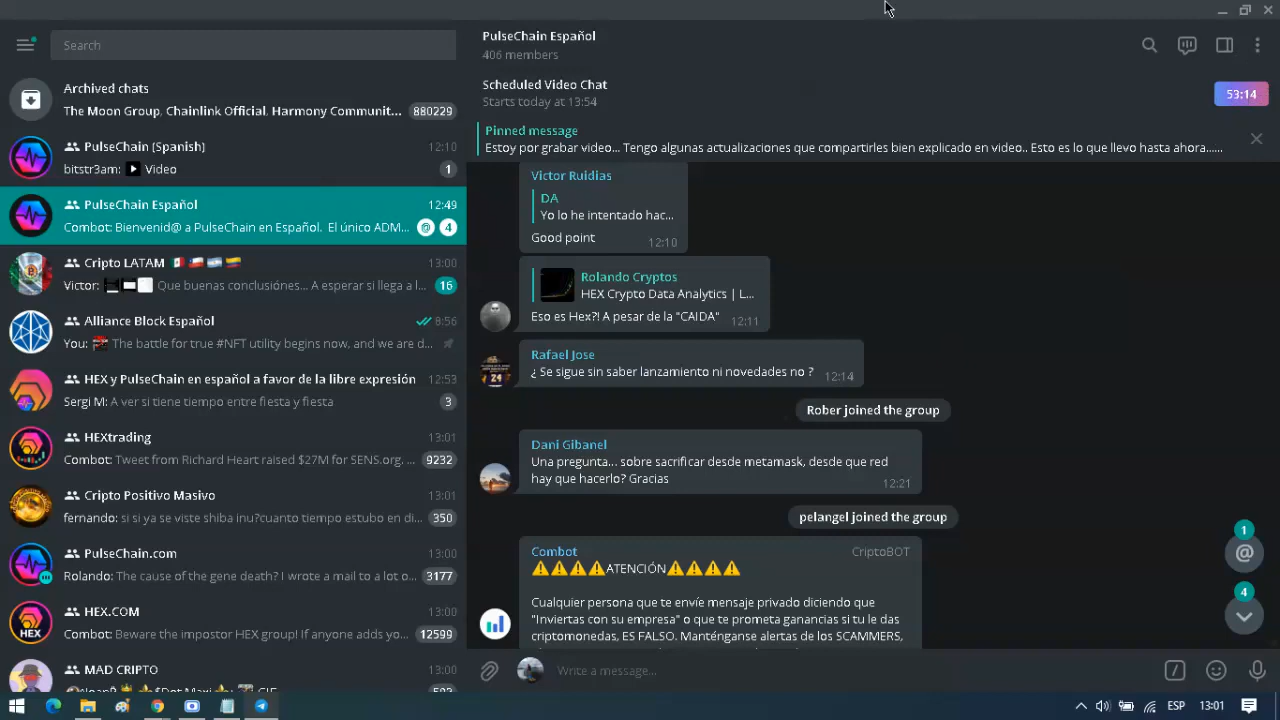 Search
Archived chats
The Moon Group, Chainlink Official, Harmony Communit...
880229
PulseChain (Spanish)
12:10
bitstr3am: Video
1
PulseChain Español
12:49
Combot: Bienvenid@ a PulseChain en Español. El único ADM...
@ 4
Cripto LATAM
13:00
Victor: Que buenas conclusiónes... A esperar si llega a l...
16
Alliance Block Español
8:56
You: The battle for true #NFT utility begins now, and we are d...
HEX y PulseChain en español a favor de la libre expresión
12:53
Sergi M: A ver si tiene tiempo entre fiesta y fiesta
3
HEXtrading
13:01
Combot: Tweet from Richard Heart raised $27M for SENS.org. ...
9232
Cripto Positivo Masivo
13:01
fernando: si si ya se viste shiba inu?cuanto tiempo estubo en di...
350
PulseChain.com
13:00
Rolando: The cause of the gene death? I wrote a mail to a lot o...
3177
HEX
HEX.COM
13:00
Combot: Beware the impostor HEX group! If anyone adds yo...
12599
MAD CRIPTO
13:00
PulseChain Español
406 members
Scheduled Video Chat
Starts today at 13:54
53:14
Pinned message
Estoy por grabar video... Tengo algunas actualizaciones que compartirles bien explicado en video.. Esto es lo que llevo hasta ahora......
Victor Ruidias
DA
Yo lo he intentado hac...
Good point
12:10
Rolando Cryptos
HEX Crypto Data Analytics | L...
Eso es Hex?! A pesar de la "CAIDA"
12:11
Rafael Jose
¿ Se sigue sin saber lanzamiento ni novedades no ?
12:14
24
Rober joined the group
Dani Gibanel
Una pregunta... sobre sacrificar desde metamask, desde que red
hay que hacerlo? Gracias
12:21
pelangel joined the group
Combot
CriptoBOT
⚠️⚠️⚠️⚠️ATENCIÓN⚠️⚠️⚠️⚠️
Cualquier persona que te envíe mensaje privado diciendo que
"Inviertas con su empresa" o que te prometa ganancias si tu le das
criptomonedas, ES FALSO. Manténganse alertas de los SCAMMERS,
1
@
4
Write a message...
ESP
13:01